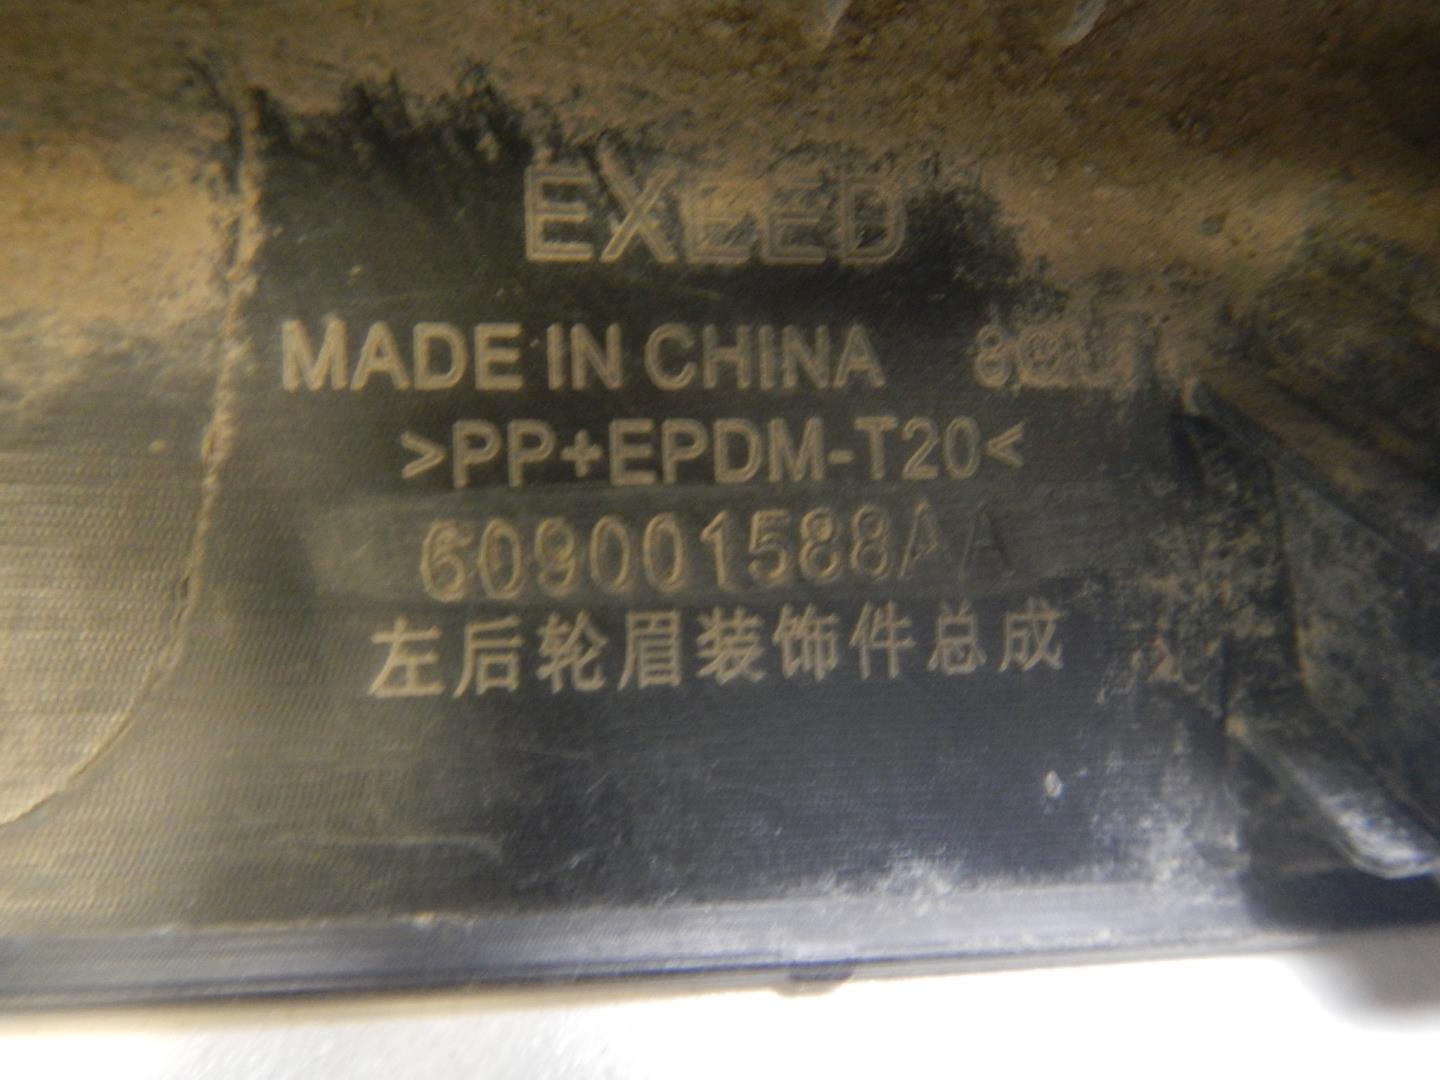 EXEED
MADE IN CHINA
>PP+EPDM-T20<
609001588AA
左后轮眉装饰件总成